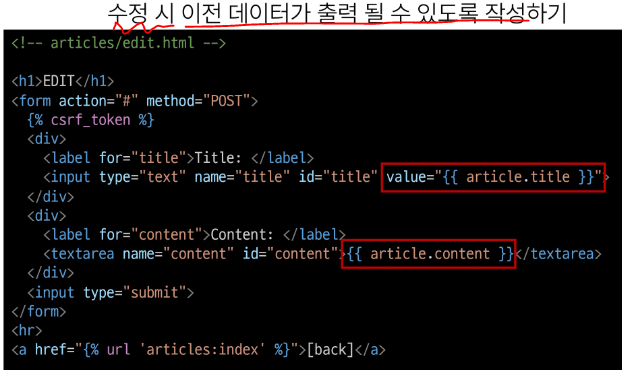 수정 시 이전 데이터가 출력 될 수 있도록 작성하기
<!-- articles/edit.html -->
<h1>EDIT</h1>
<form action="#" method="POST">
{% csrf_token %}
<div>
<label for="title">Title: </label>
<input type="text" name="title" id="title" value="{{ article.title }}">
</div>
<div>
<label for="content">Content: </label>
<textarea name="content" id="content">{{ article.content }}</textarea>
</div>
<input type="submit">
</form>
<hr>
<a href="{% url 'articles:index' %}">[back]</a>